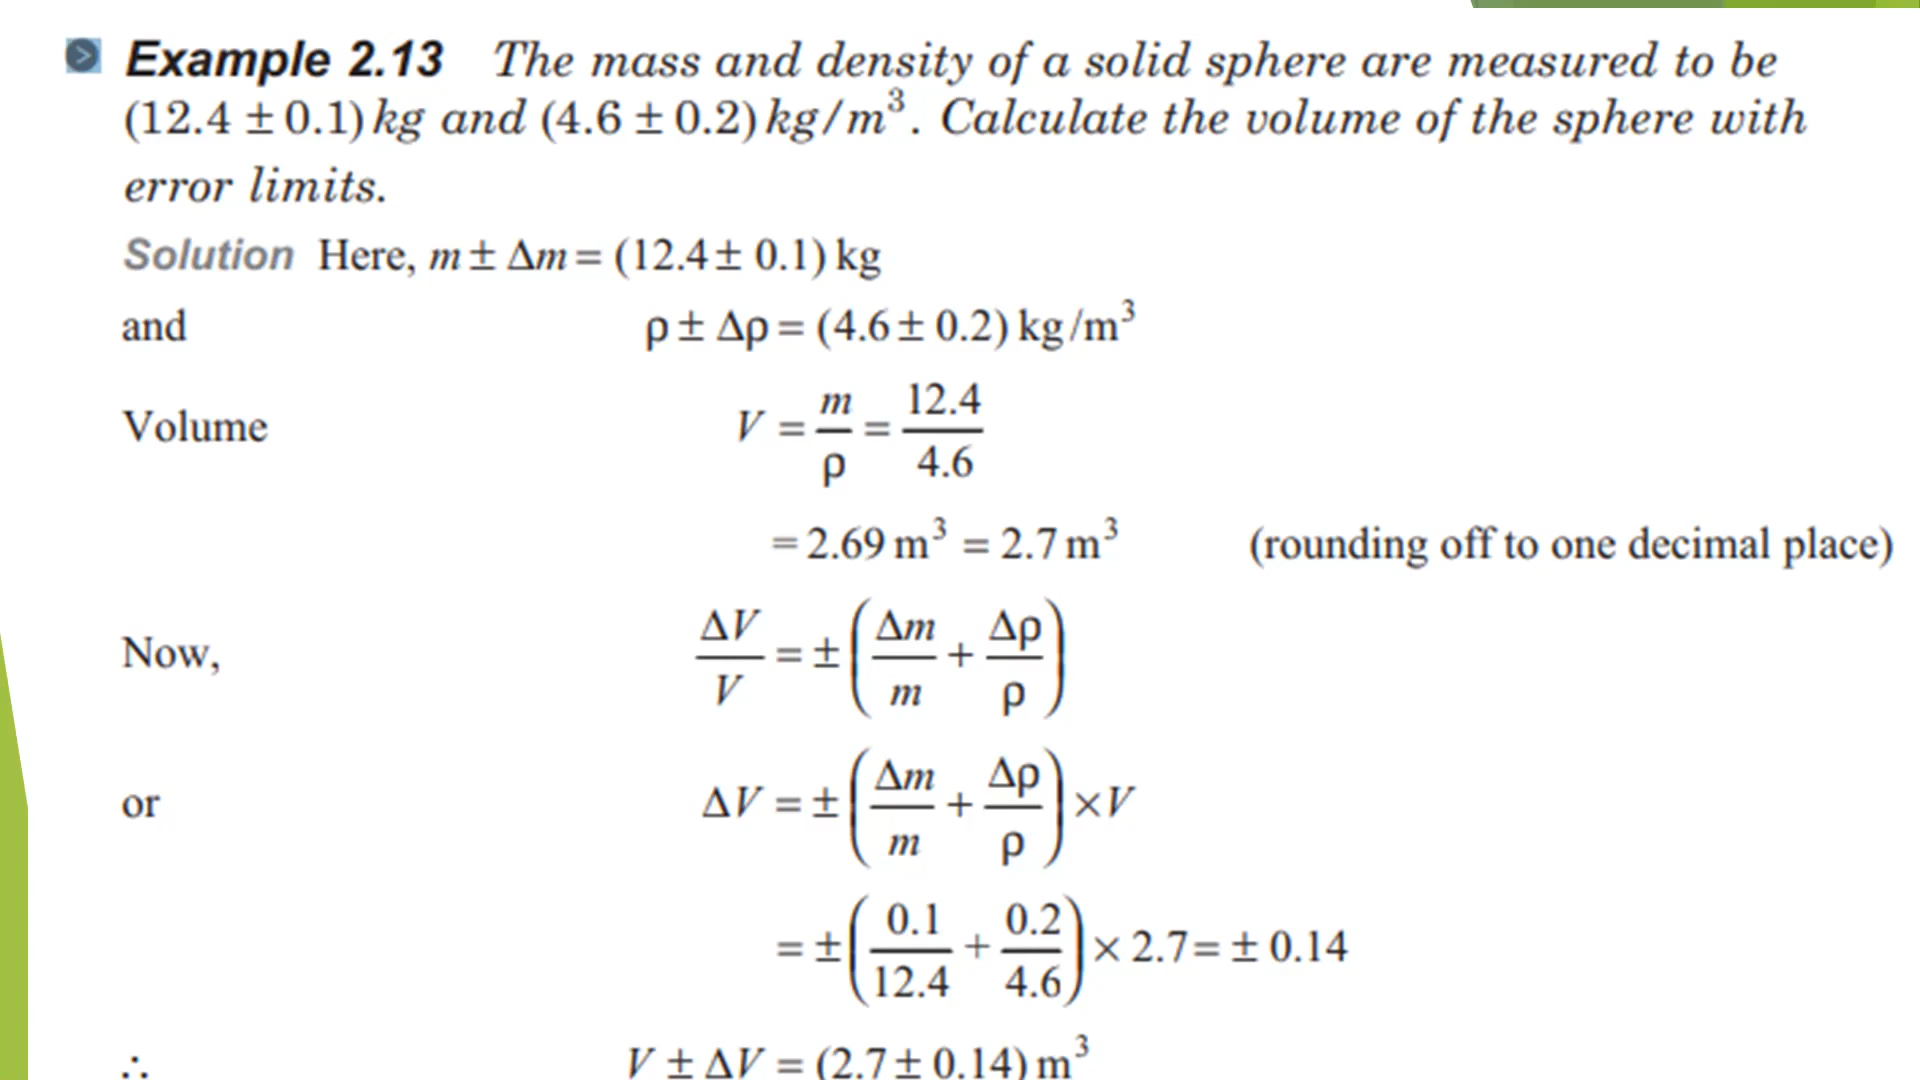 Example 2.13 The mass and density of a solid sphere are measured to be
(12.4 ± 0.1) kg and (4.6 ± 0.2) kg/m³. Calculate the volume of the sphere with
error limits.
Solution Here, m ± Δm = (12.4 ± 0.1) kg
and ρ ± Δρ = (4.6 ± 0.2) kg/m³
Volume V = m/ρ = 12.4/4.6
= 2.69 m³ = 2.7 m³ (rounding off to one decimal place)
Now, ΔV/V = ± (Δm/m + Δρ/ρ)
or ΔV = ± (Δm/m + Δρ/ρ) × V
= ± (0.1/12.4 + 0.2/4.6) × 2.7 = ± 0.14
∴ V ± ΔV = (2.7 ± 0.14) m³